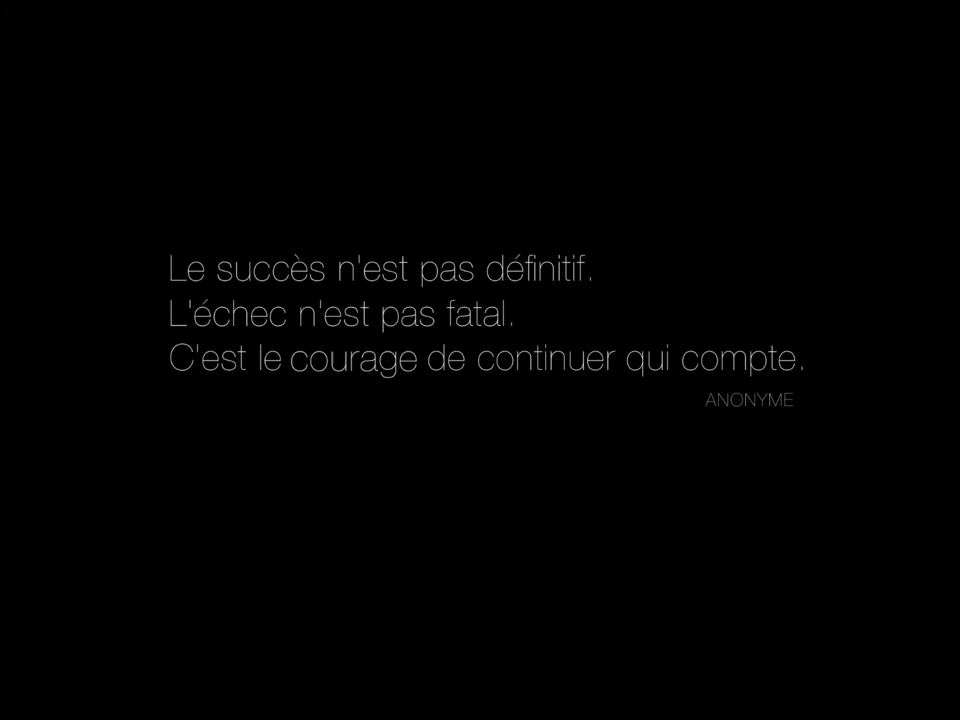 Le succès n'est pas définitif.
L'échec n'est pas fatal.
C'est le courage de continuer qui compte.
ANONYME